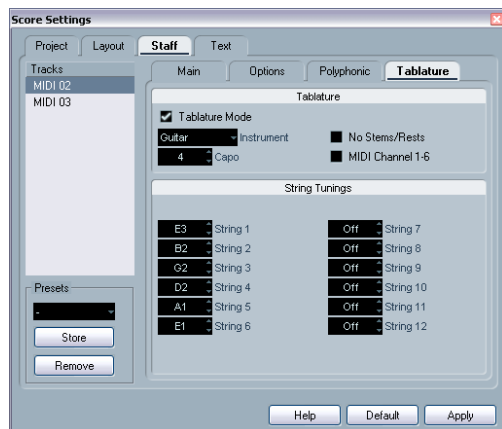 Score Settings
Project Layout Staff Text
Tracks
MIDI 02
MIDI 03
Main Options Polyphonic Tablature
Tablature
Tablature Mode
Guitar Instrument No Stems/Rests
4 Capo MIDI Channel 1-6
String Tunings
E3 String 1 Off String 7
B2 String 2 Off String 8
G2 String 3 Off String 9
D2 String 4 Off String 10
A1 String 5 Off String 11
E1 String 6 Off String 12
Presets
-
Store
Remove
Help Default Apply